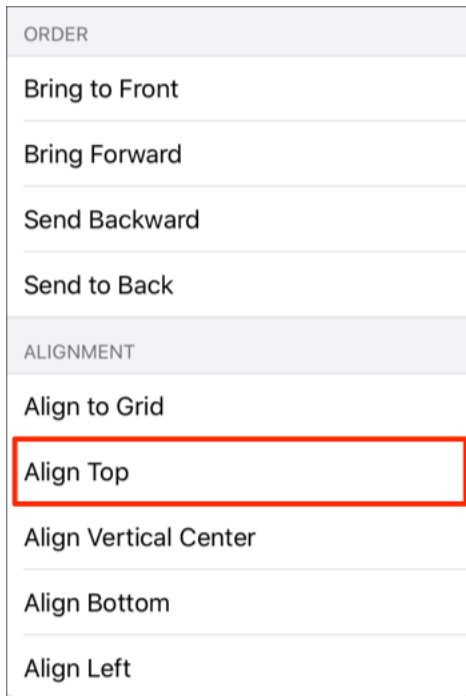 ORDER
Bring to Front
Bring Forward
Send Backward
Send to Back
ALIGNMENT
Align to Grid
Align Top
Align Vertical Center
Align Bottom
Align Left